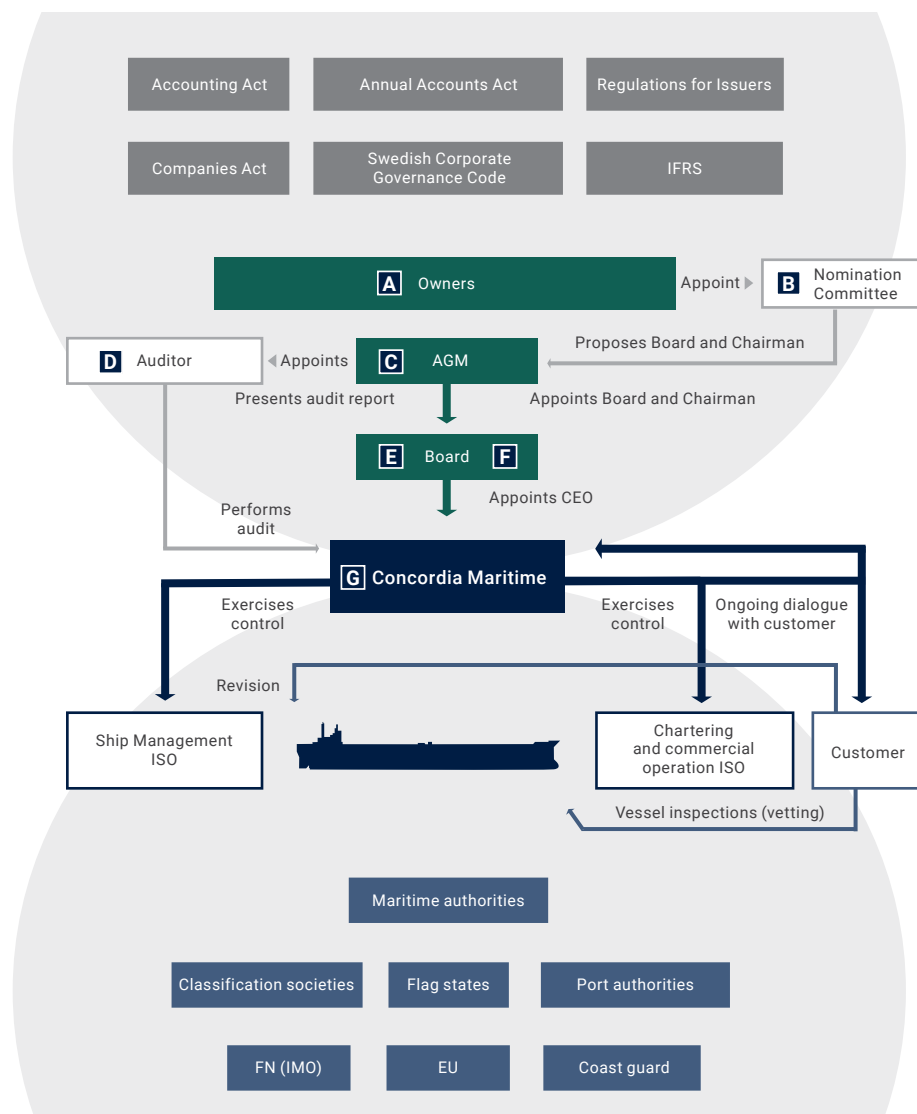 Accounting Act
Annual Accounts Act
Regulations for Issuers
Companies Act
Swedish Corporate
Governance Code
IFRS
A Owners
Appoint
B Nomination
Committee
Proposes Board and Chairman
D Auditor
Appoints
C AGM
Presents audit report
Appoints Board and Chairman
E Board F
Appoints CEO
Performs
audit
G Concordia Maritime
Exercises
control
Exercises
control
Ongoing dialogue
with customer
Revision
Ship Management
ISO
Chartering
and commercial
operation ISO
Customer
Vessel inspections (vetting)
Maritime authorities
Classification societies
Flag states
Port authorities
FN (IMO)
EU
Coast guard